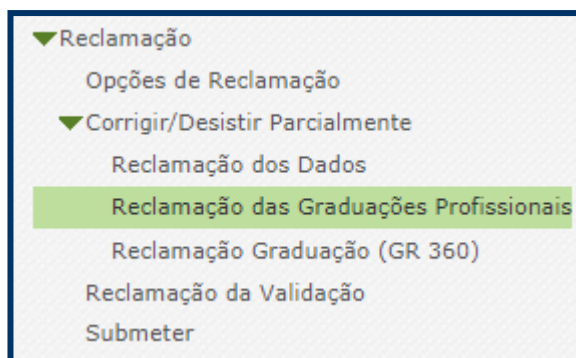 Reclamação
Opções de Reclamação
Corrigir/Desistir Parcialmente
Reclamação dos Dados
Reclamação das Graduações Profissionais
Reclamação Graduação (GR 360)
Reclamação da Validação
Submeter